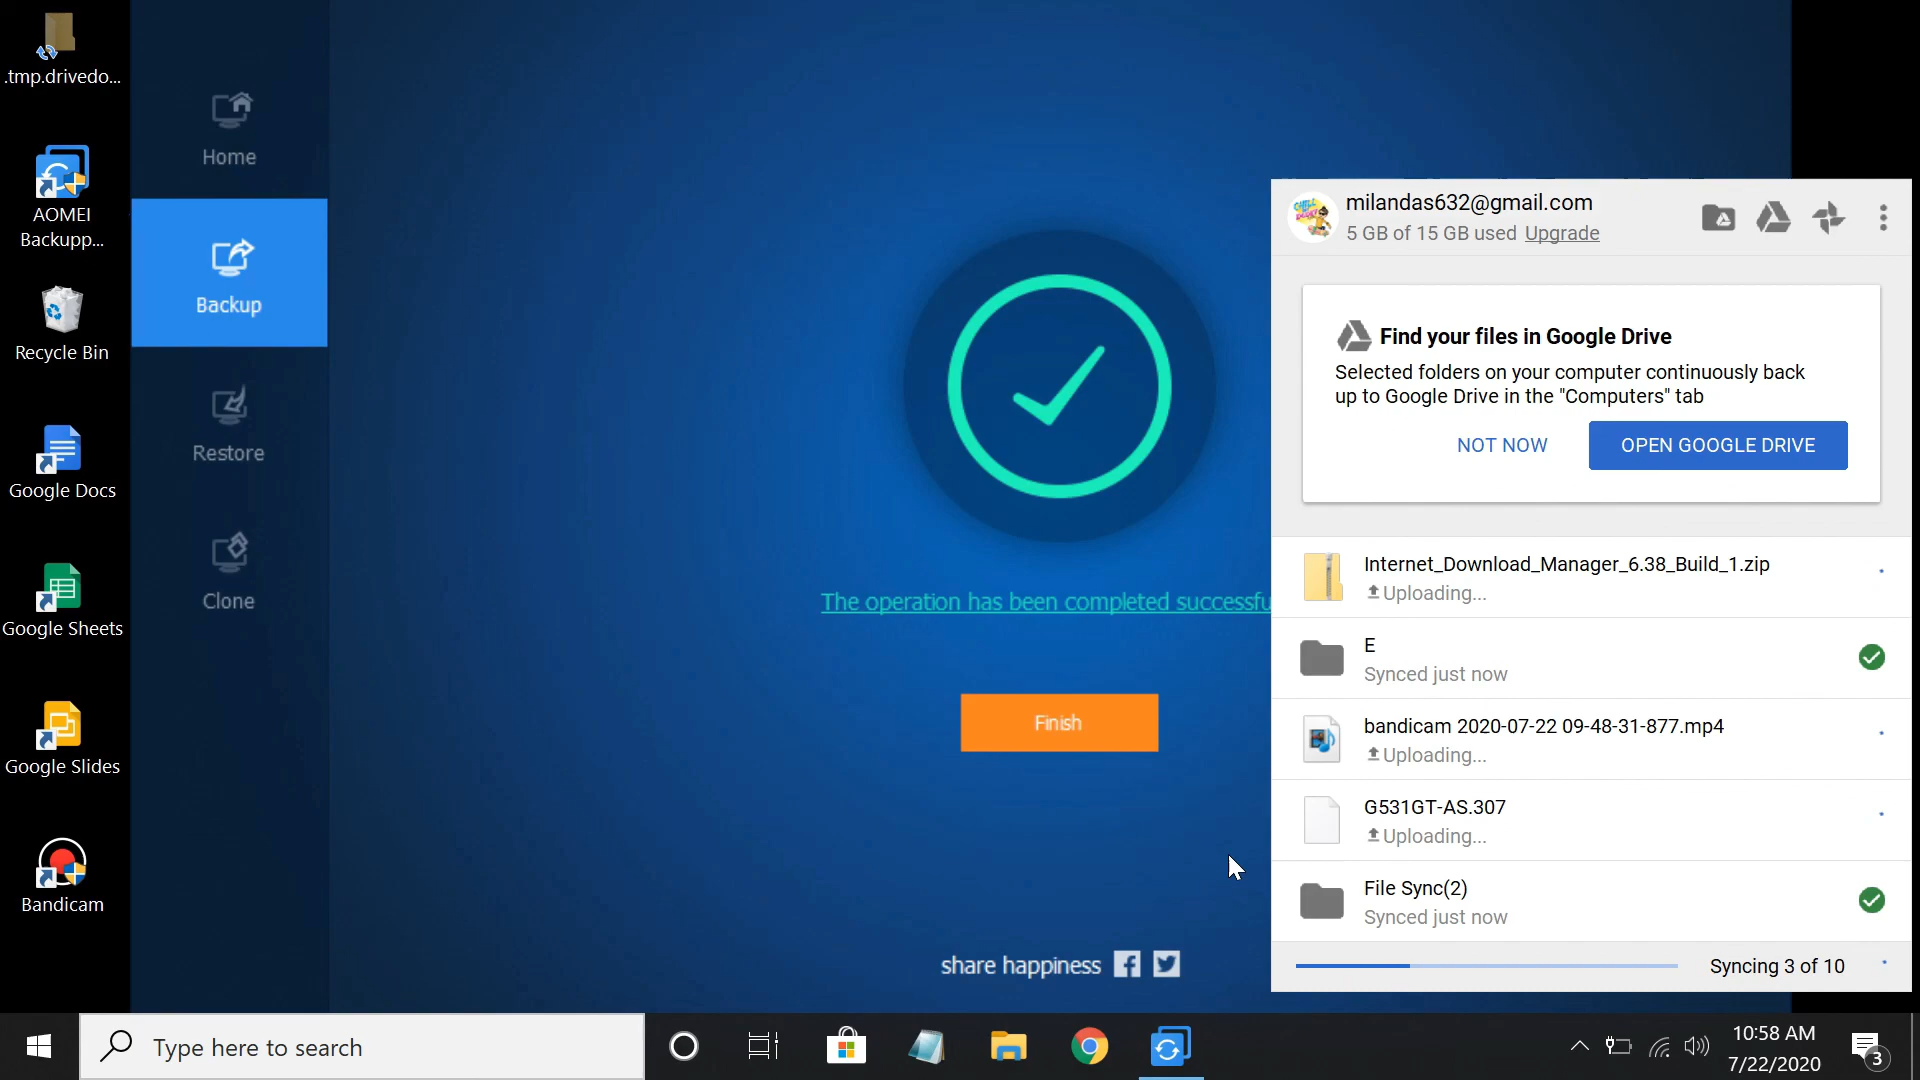 .tmp.drivedo...
AOMEI
Backupp...
Recycle Bin
Google Docs
Google Sheets
Google Slides
Bandicam
Home
Backup
Restore
Clone
The operation has been completed successfu
Finish
share happiness
milandas632@gmail.com
5 GB of 15 GB used Upgrade
Find your files in Google Drive
Selected folders on your computer continuously back
up to Google Drive in the "Computers" tab
NOT NOW
OPEN GOOGLE DRIVE
Internet_Download_Manager_6.38_Build_1.zip
Uploading...
E
Synced just now
bandicam 2020-07-22 09-48-31-877.mp4
Uploading...
G531GT-AS.307
Uploading...
File Sync(2)
Synced just now
Syncing 3 of 10
Type here to search
10:58 AM
7/22/2020
3